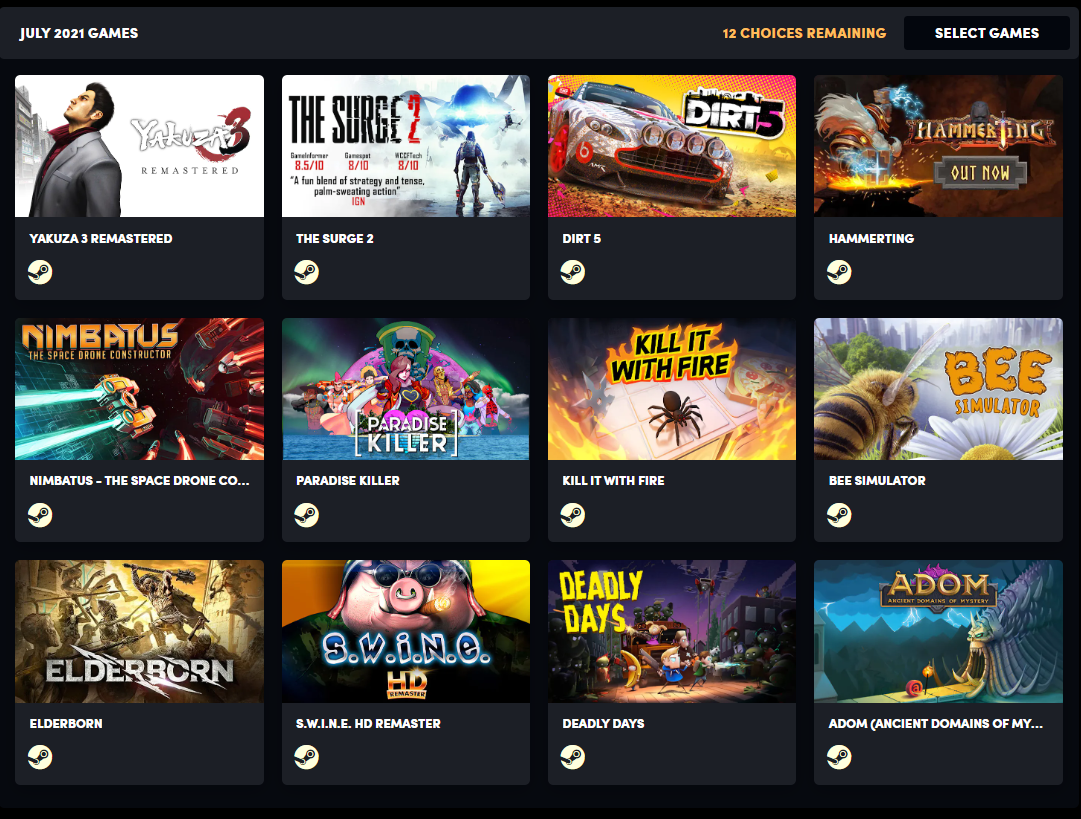 JULY 2021 GAMES
12 CHOICES REMAINING
SELECT GAMES
YAKUZA 3
REMASTERED
THE SURGE 2
GameInformer Gamespot WCCFTech
8.5/10 8/10 8/10
"A fun blend of strategy and tense,
palm-sweating action"
IGN
DIRT 5
HAMMERTING
OUT NOW
YAKUZA 3 REMASTERED
THE SURGE 2
DIRT 5
HAMMERTING
NIMBATUS
THE SPACE DRONE CONSTRUCTOR
PARADISE
KILLER
KILL IT
WITH FIRE
BEE
SIMULATOR
NIMBATUS - THE SPACE DRONE CO...
PARADISE KILLER
KILL IT WITH FIRE
BEE SIMULATOR
ELDERBORN
S.W.I.N.E.
HD
REMASTER
DEADLY
DAYS
ADOM
ANCIENT DOMAINS OF MYSTERY
ELDERBORN
S.W.I.N.E. HD REMASTER
DEADLY DAYS
ADOM (ANCIENT DOMAINS OF MY...